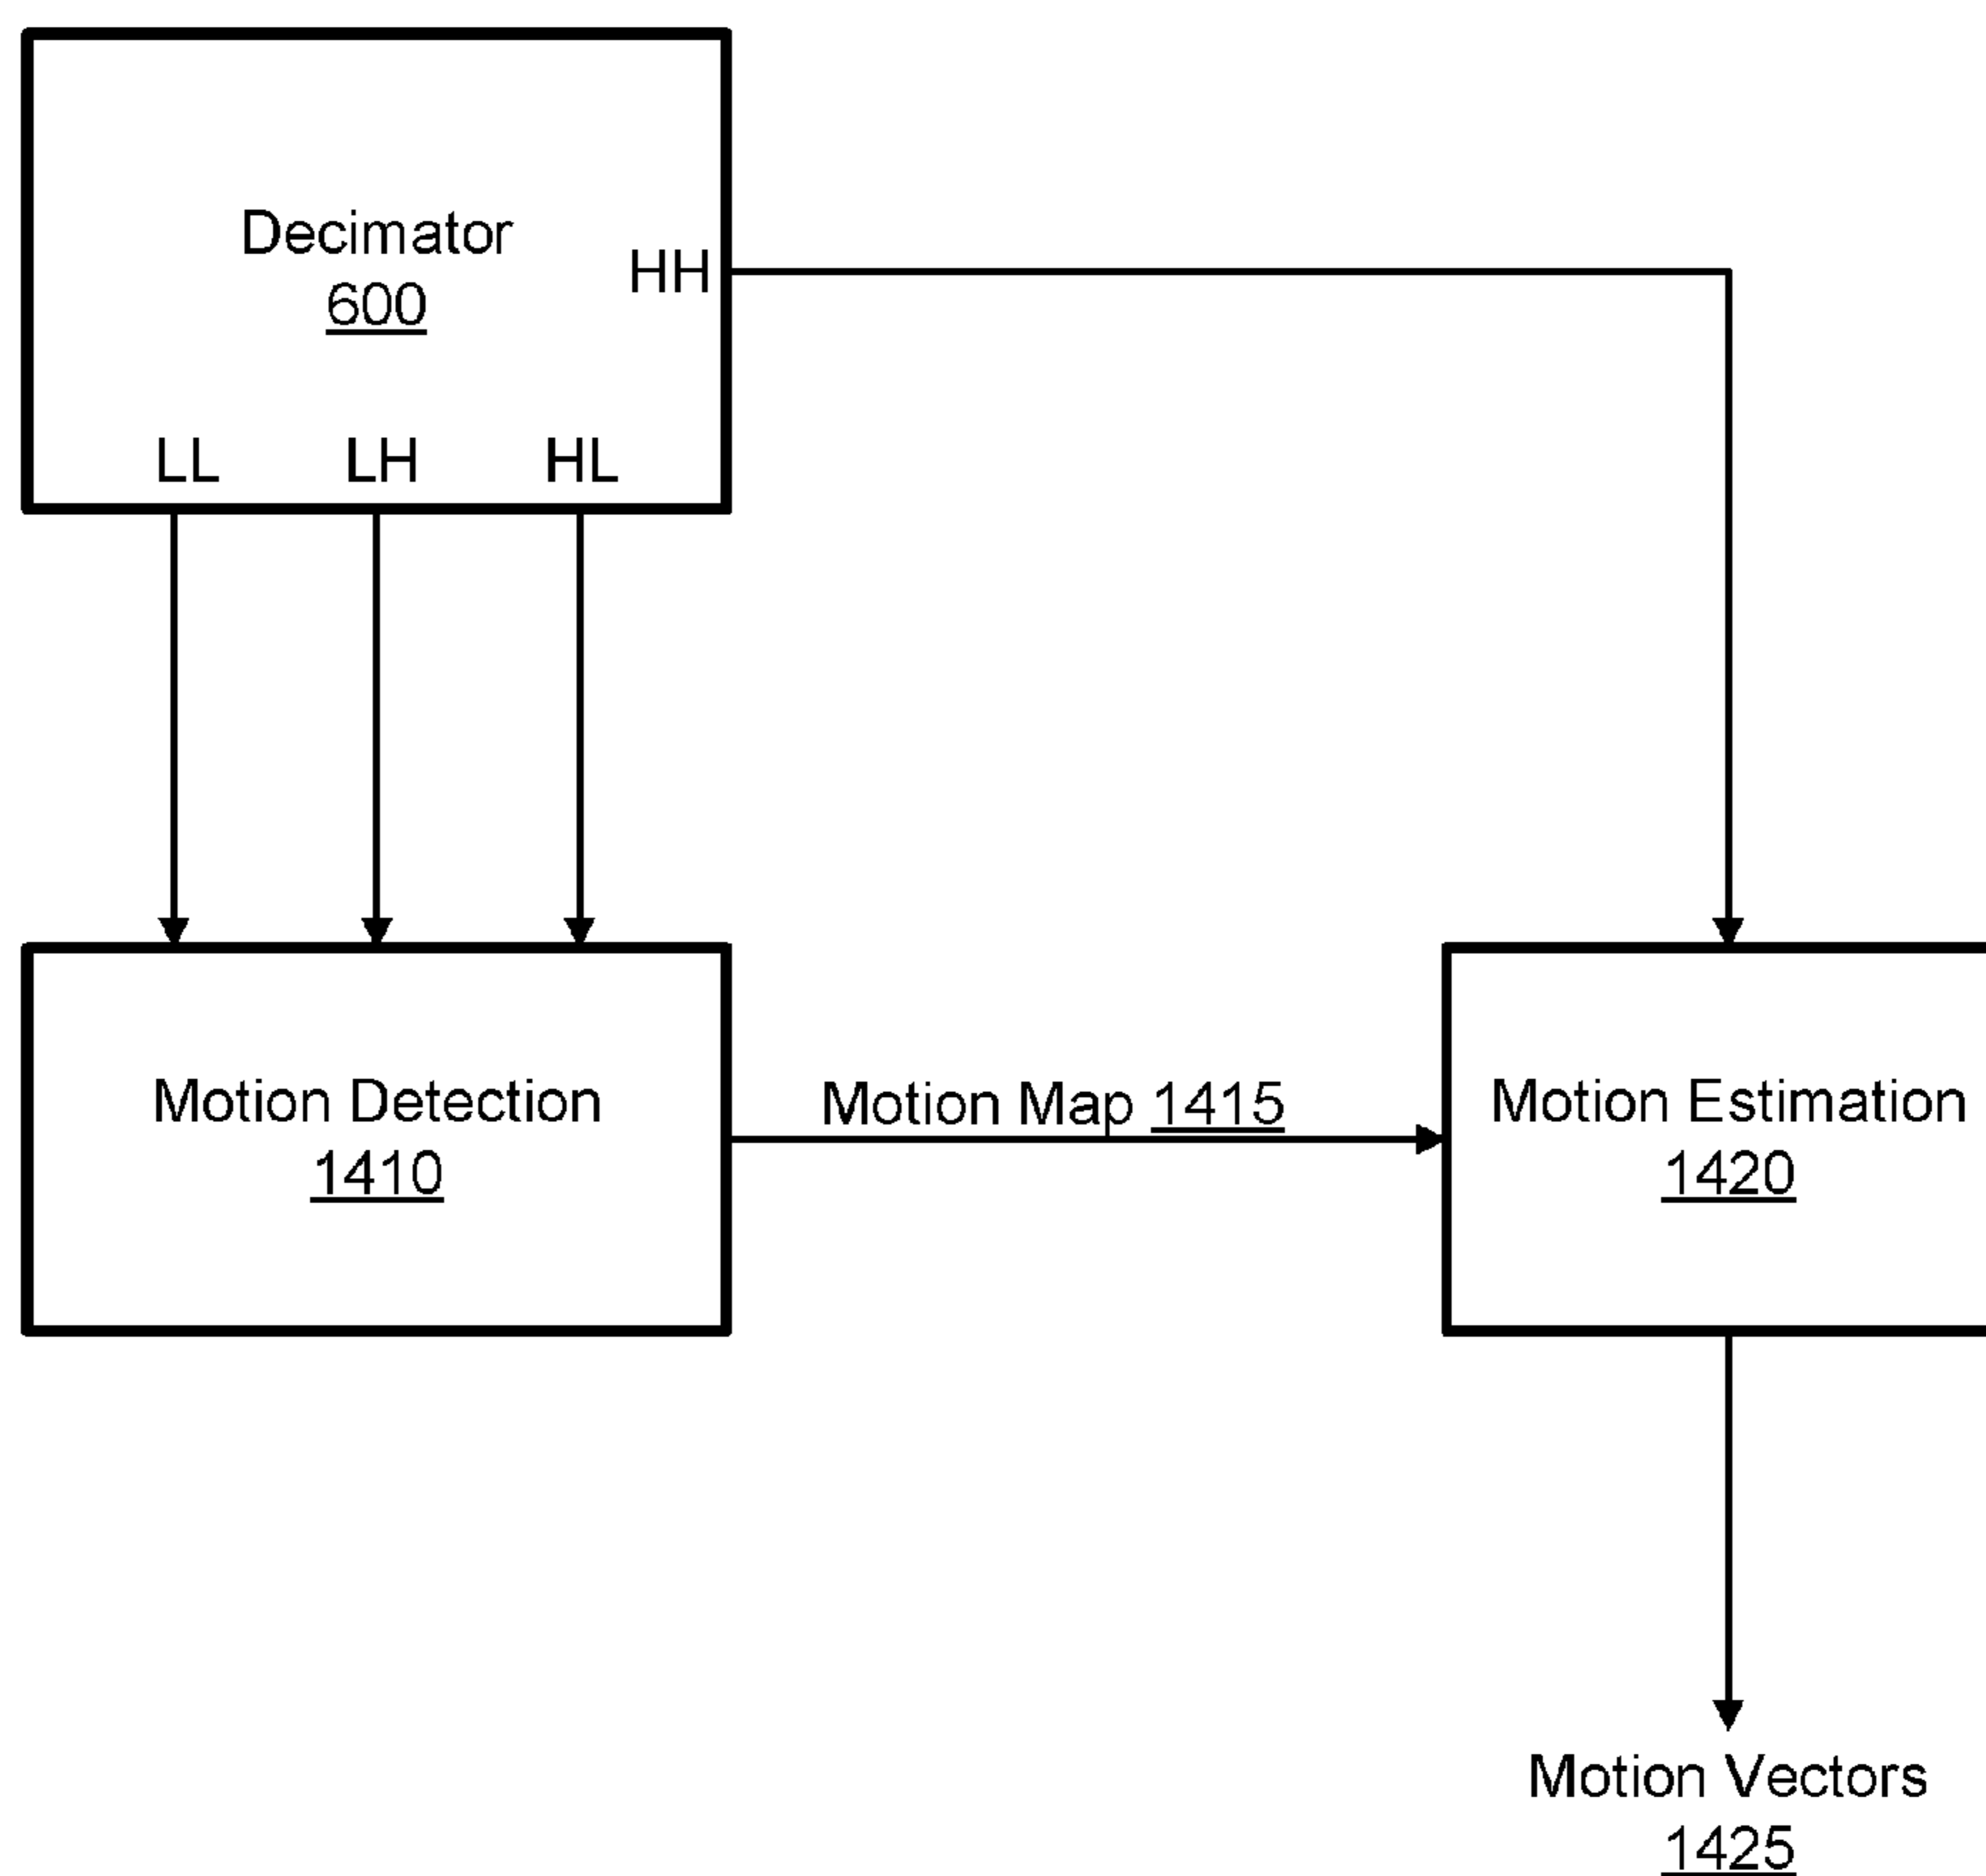 Decimator
600
HH
LL LH HL
Motion Detection
1410
Motion Map 1415
Motion Estimation
1420
Motion Vectors
1425